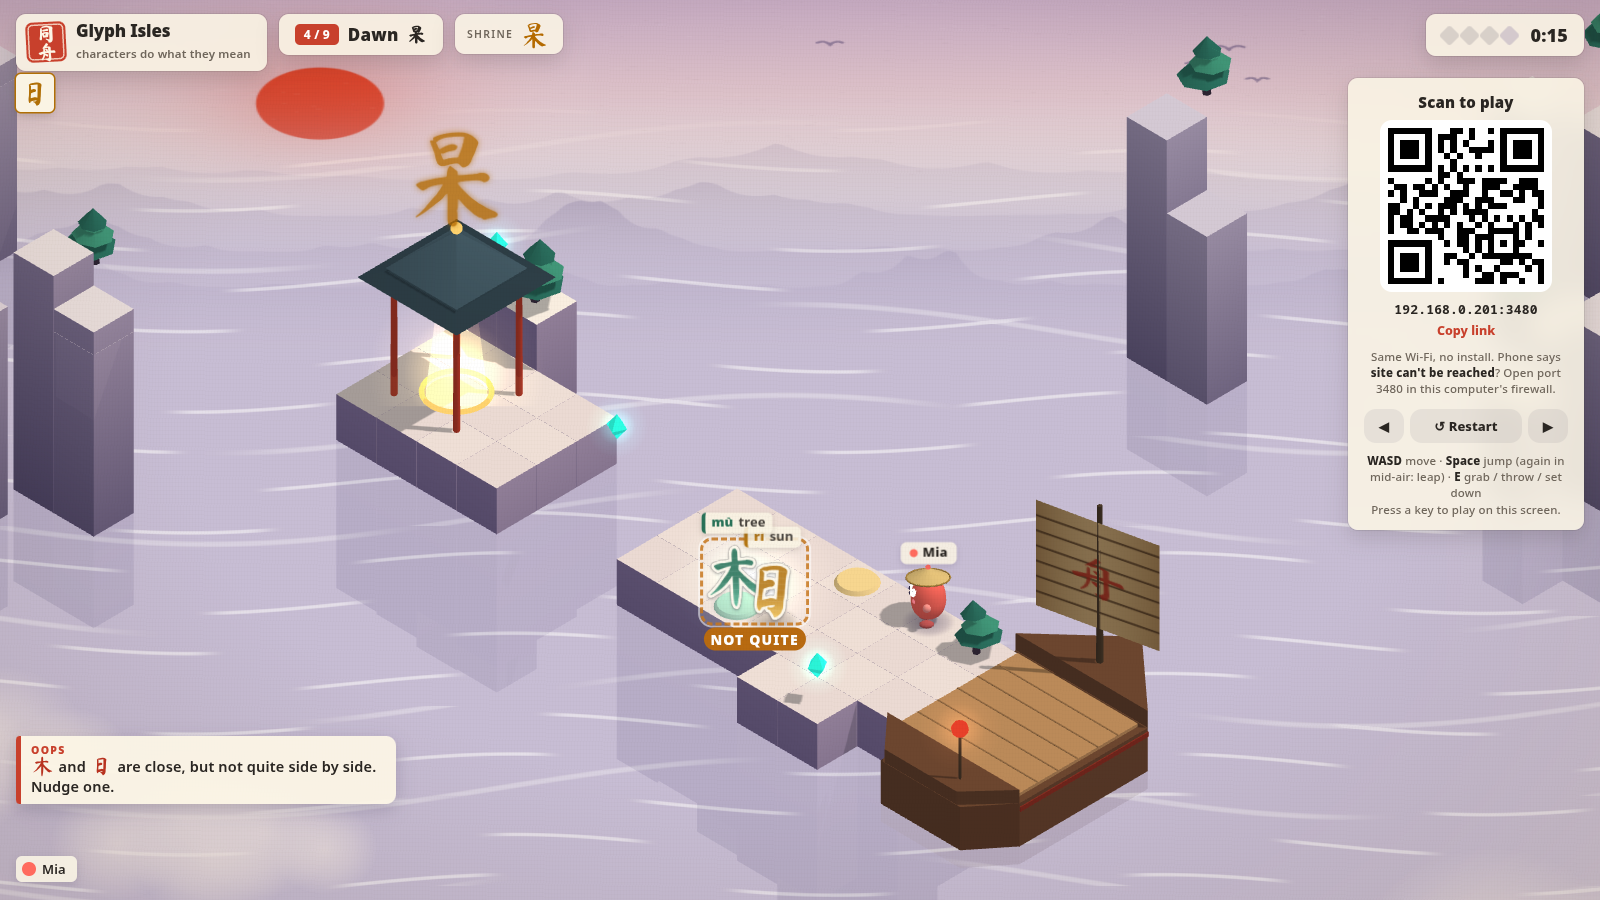 同舟
Glyph Isles
characters do what they mean
4 / 9 Dawn 杲
SHRINE 杲
0:15
日
杲
Scan to play
192.168.0.201:3480
Copy link
Same Wi-Fi, no install. Phone says
site can't be reached? Open port
3480 in this computer's firewall.
◀ ↺ Restart ▶
WASD move · Space jump (again in
mid-air: leap) · E grab / throw / set
down
Press a key to play on this screen.
mù tree
rì sun
木日
NOT QUITE
Mia
舟
OOPS
木 and 日 are close, but not quite side by side.
Nudge one.
Mia